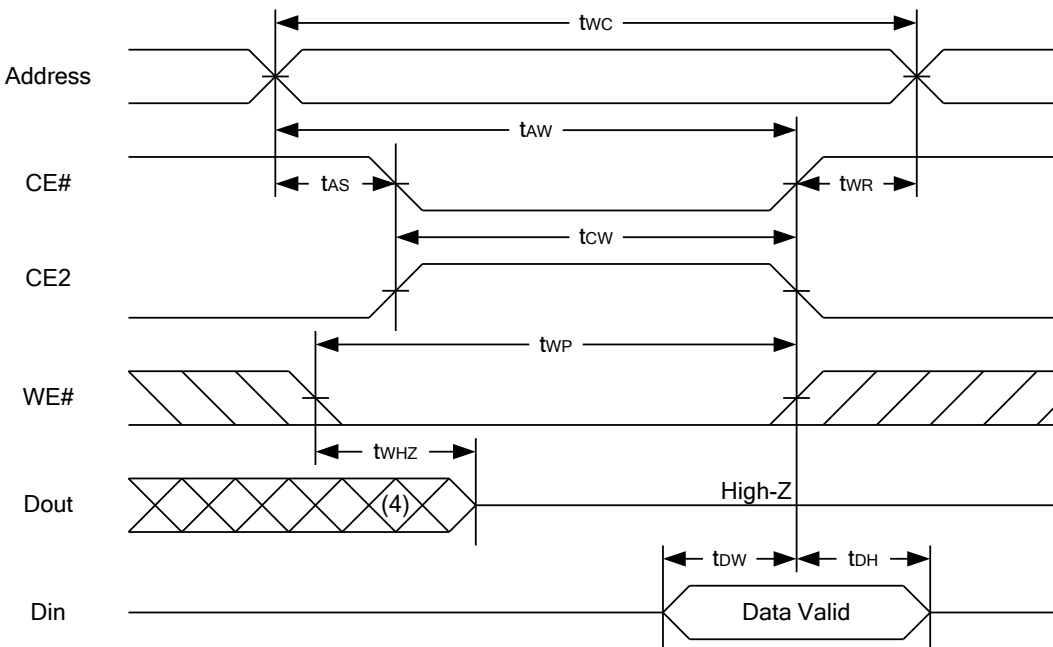 tWC
Address
tAW
CE#
tAS
tWR
tCW
CE2
tWP
WE#
tWHZ
Dout
(4)
High-Z
tDW
tDH
Din
Data Valid